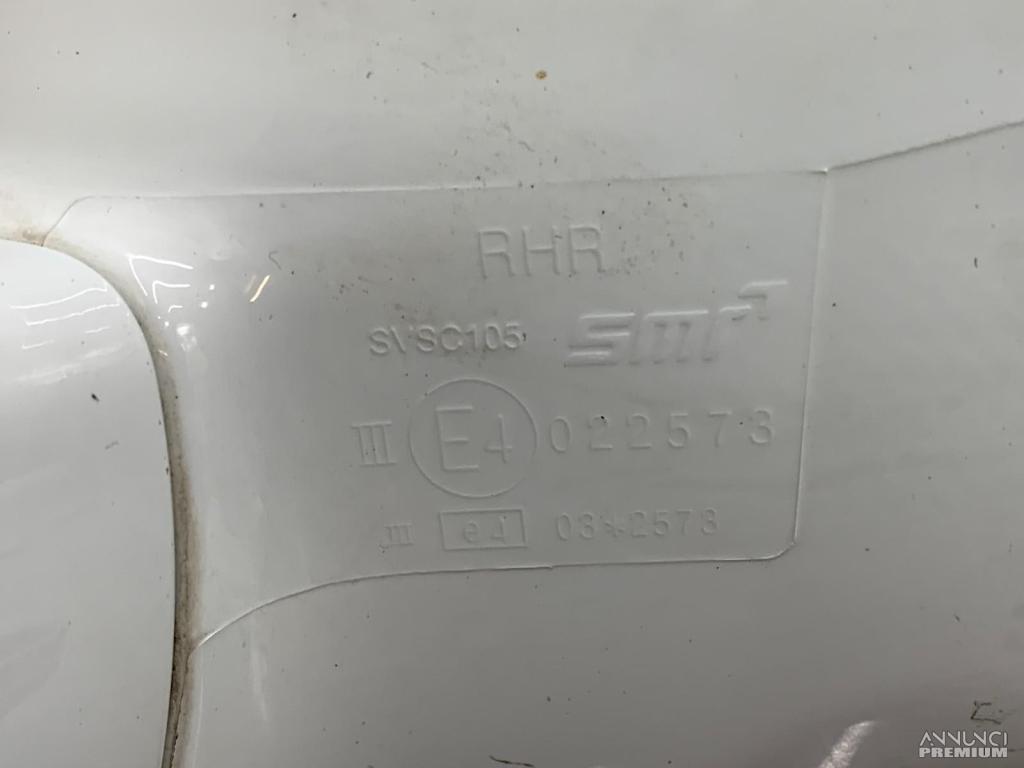 RHR
SVSC105 smr
III E4 022573
III e4 03*2573
ANNUNCI
PREMIUM